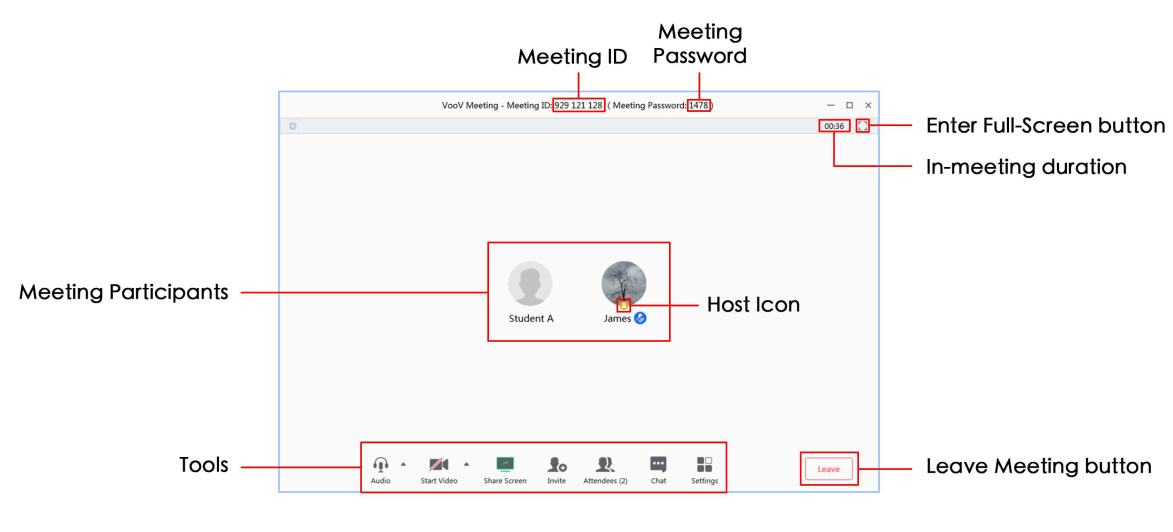 Meeting
Password
Meeting ID
VooV Meeting - Meeting ID: 929 121 128 ( Meeting Password: 1478 )
00:36
Enter Full-Screen button
In-meeting duration
Meeting Participants
Student A
James
Host Icon
Tools
Audio
Start Video
Share Screen
Invite
Attendees (2)
Chat
Settings
Leave
Leave Meeting button